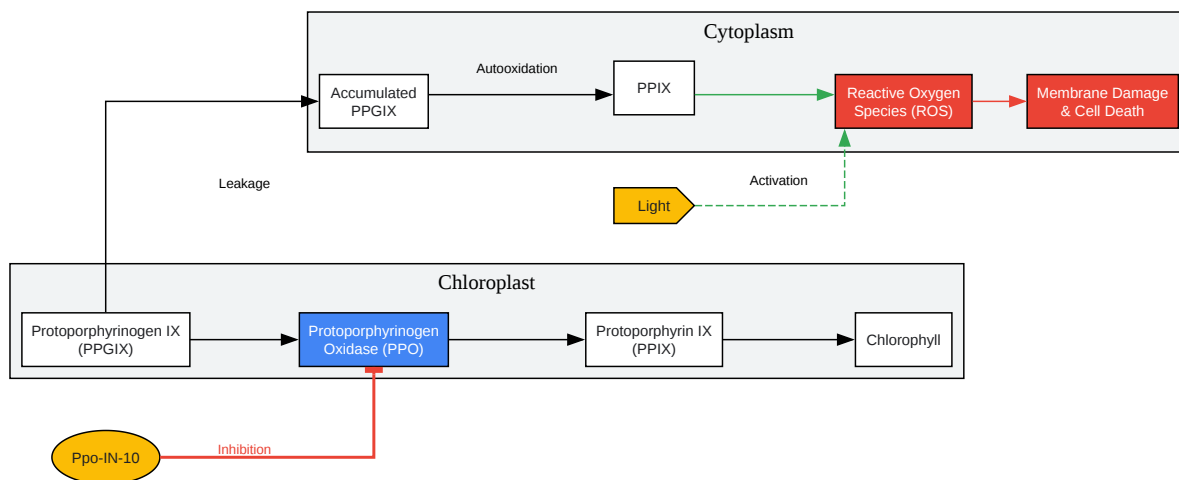 Cytoplasm
Autooxidation
Accumulated
PPGIX
PPIX
Reactive Oxygen
Species (ROS)
Membrane Damage
& Cell Death
Leakage
Light
Activation
Chloroplast
Protoporphyrinogen IX
(PPGIX)
Protoporphyrinogen
Oxidase (PPO)
Protoporphyrin IX
(PPIX)
Chlorophyll
Ppo-IN-10
Inhibition